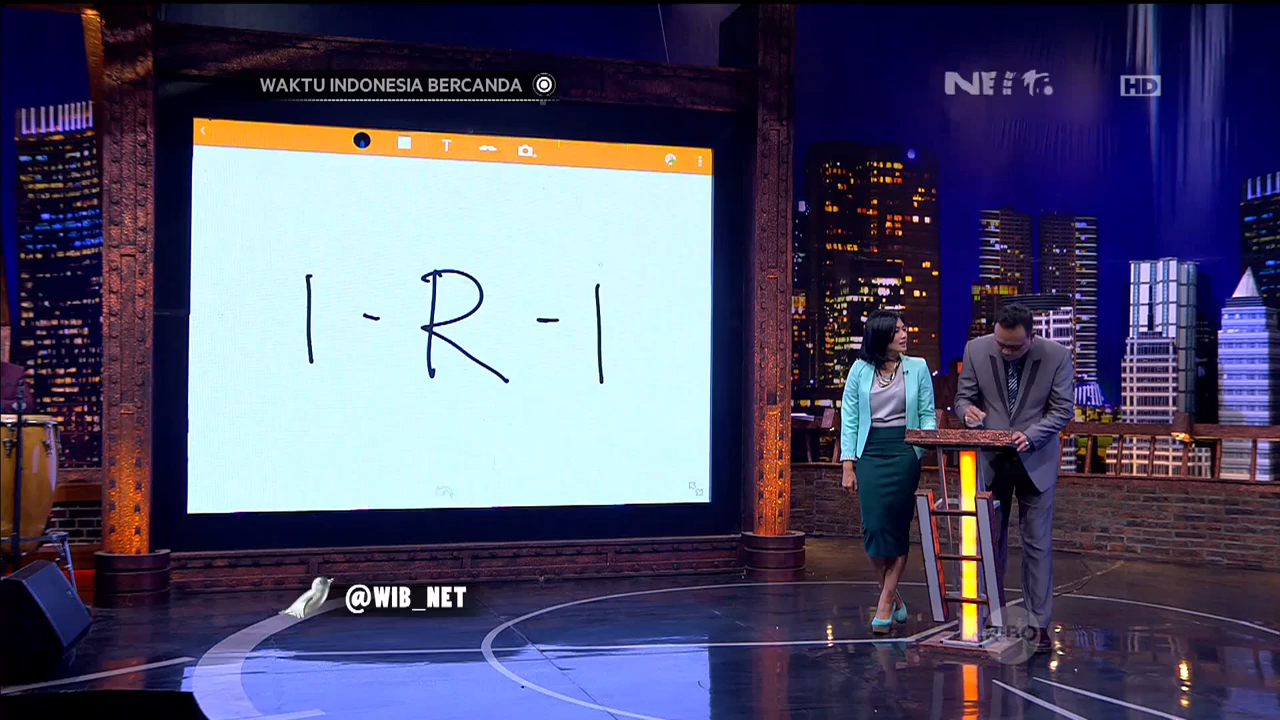 WAKTU INDONESIA BERCANDA
HD
T
I - R - I
@WIB_NET